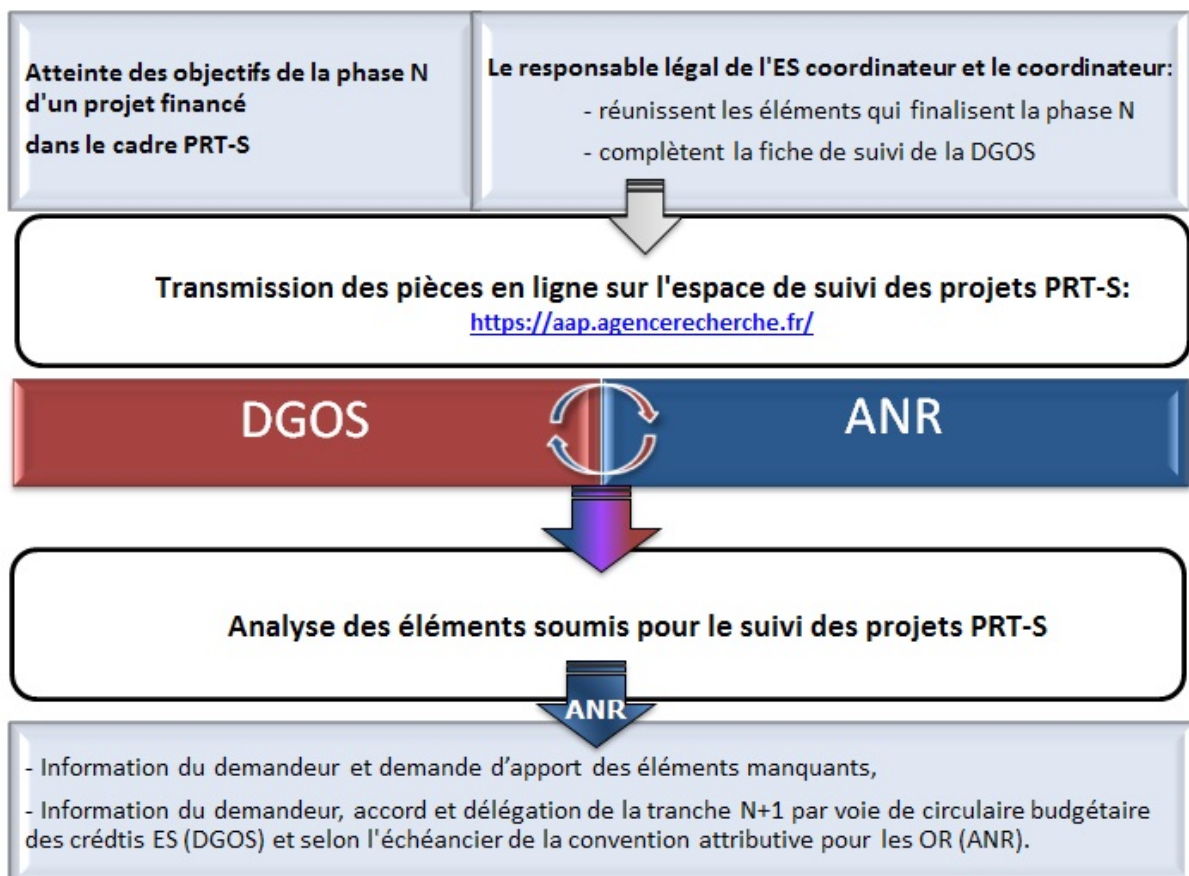 Atteinte des objectifs de la phase N
d'un projet financé
dans le cadre PRT-S
Le responsable légal de l'ES coordinateur et le coordinateur:
- réunissent les éléments qui finalisent la phase N
- complètent la fiche de suivi de la DGOS
Transmission des pièces en ligne sur l'espace de suivi des projets PRT-S:
https://aap.agencerecherche.fr/
DGOS
ANR
Analyse des éléments soumis pour le suivi des projets PRT-S
ANR
- Information du demandeur et demande d’apport des éléments manquants,
- Information du demandeur, accord et délégation de la tranche N+1 par voie de circulaire budgétaire
des crédtis ES (DGOS) et selon l'échéancier de la convention attributive pour les OR (ANR).